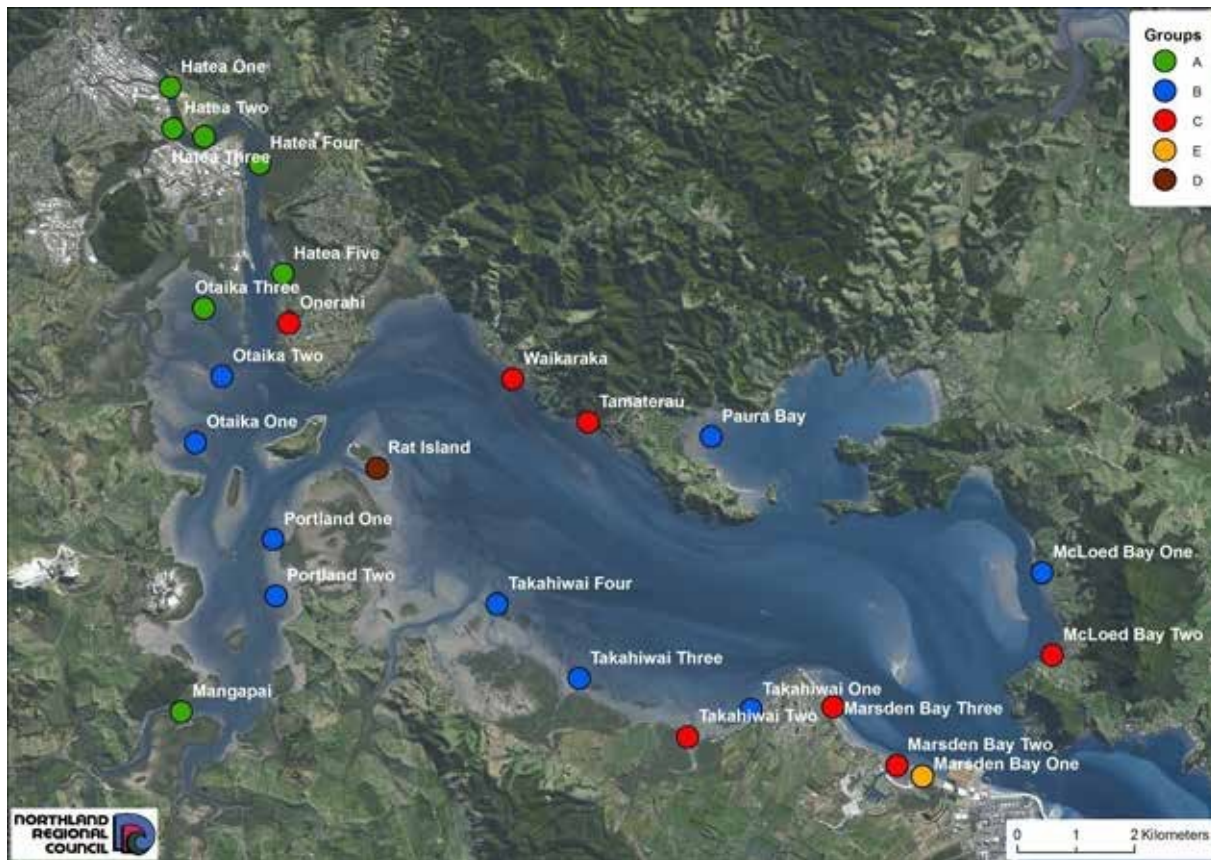 Groups
A
B
C
E
D
Hatea One
Hatea Two
Hatea Three
Hatea Four
Hatea Five
Otaika Three
Onerahi
Otaika Two
Waikaraka
Tamaterau
Paura Bay
Otaika One
Rat Island
Portland One
McLoed Bay One
Portland Two
Takahiwai Four
McLoed Bay Two
Takahiwai Three
Mangapai
Takahiwai One
Takahiwai Two
Marsden Bay Three
Marsden Bay Two
Marsden Bay One
NORTHLAND
REGIONAL
COUNCIL
0 1 2 Kilometers